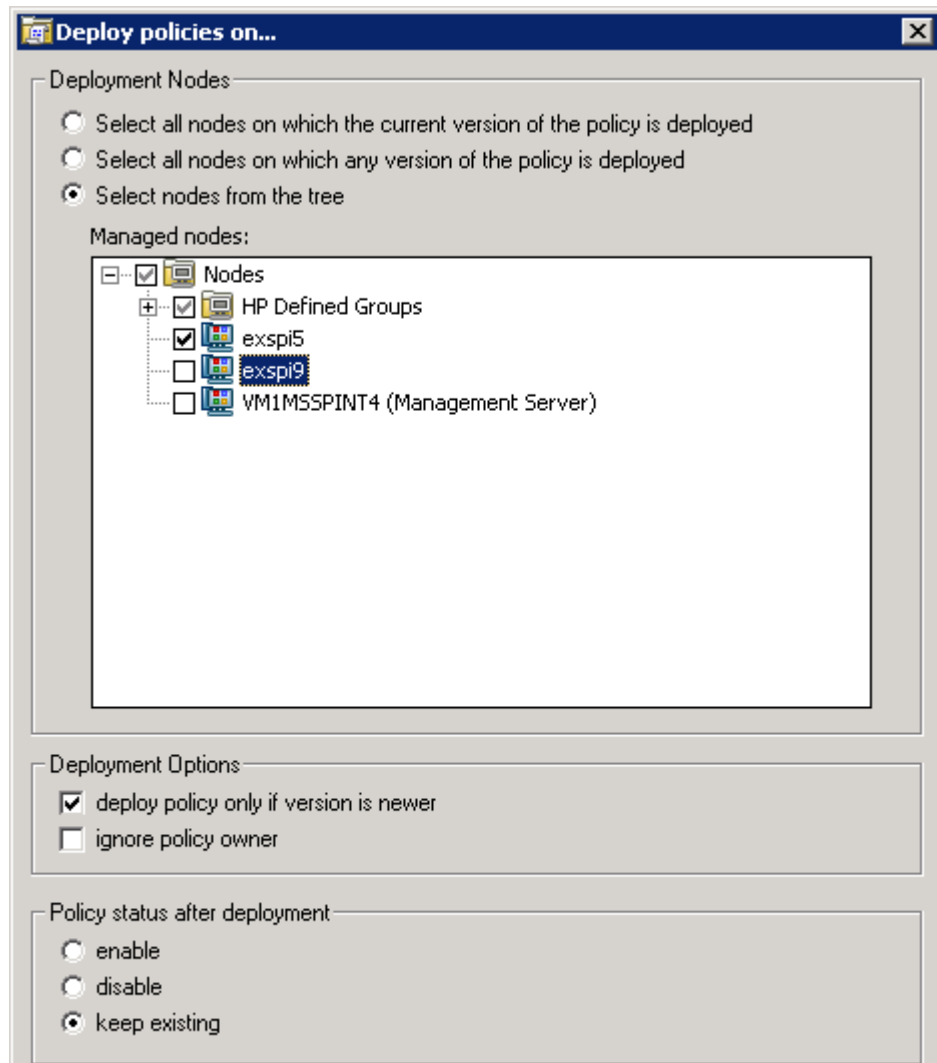 Deploy policies on...
Deployment Nodes
Select all nodes on which the current version of the policy is deployed
Select all nodes on which any version of the policy is deployed
Select nodes from the tree
Managed nodes:
Nodes
HP Defined Groups
exspi5
exspi9
VM1MSSPINT4 (Management Server)
Deployment Options
deploy policy only if version is newer
ignore policy owner
Policy status after deployment
enable
disable
keep existing